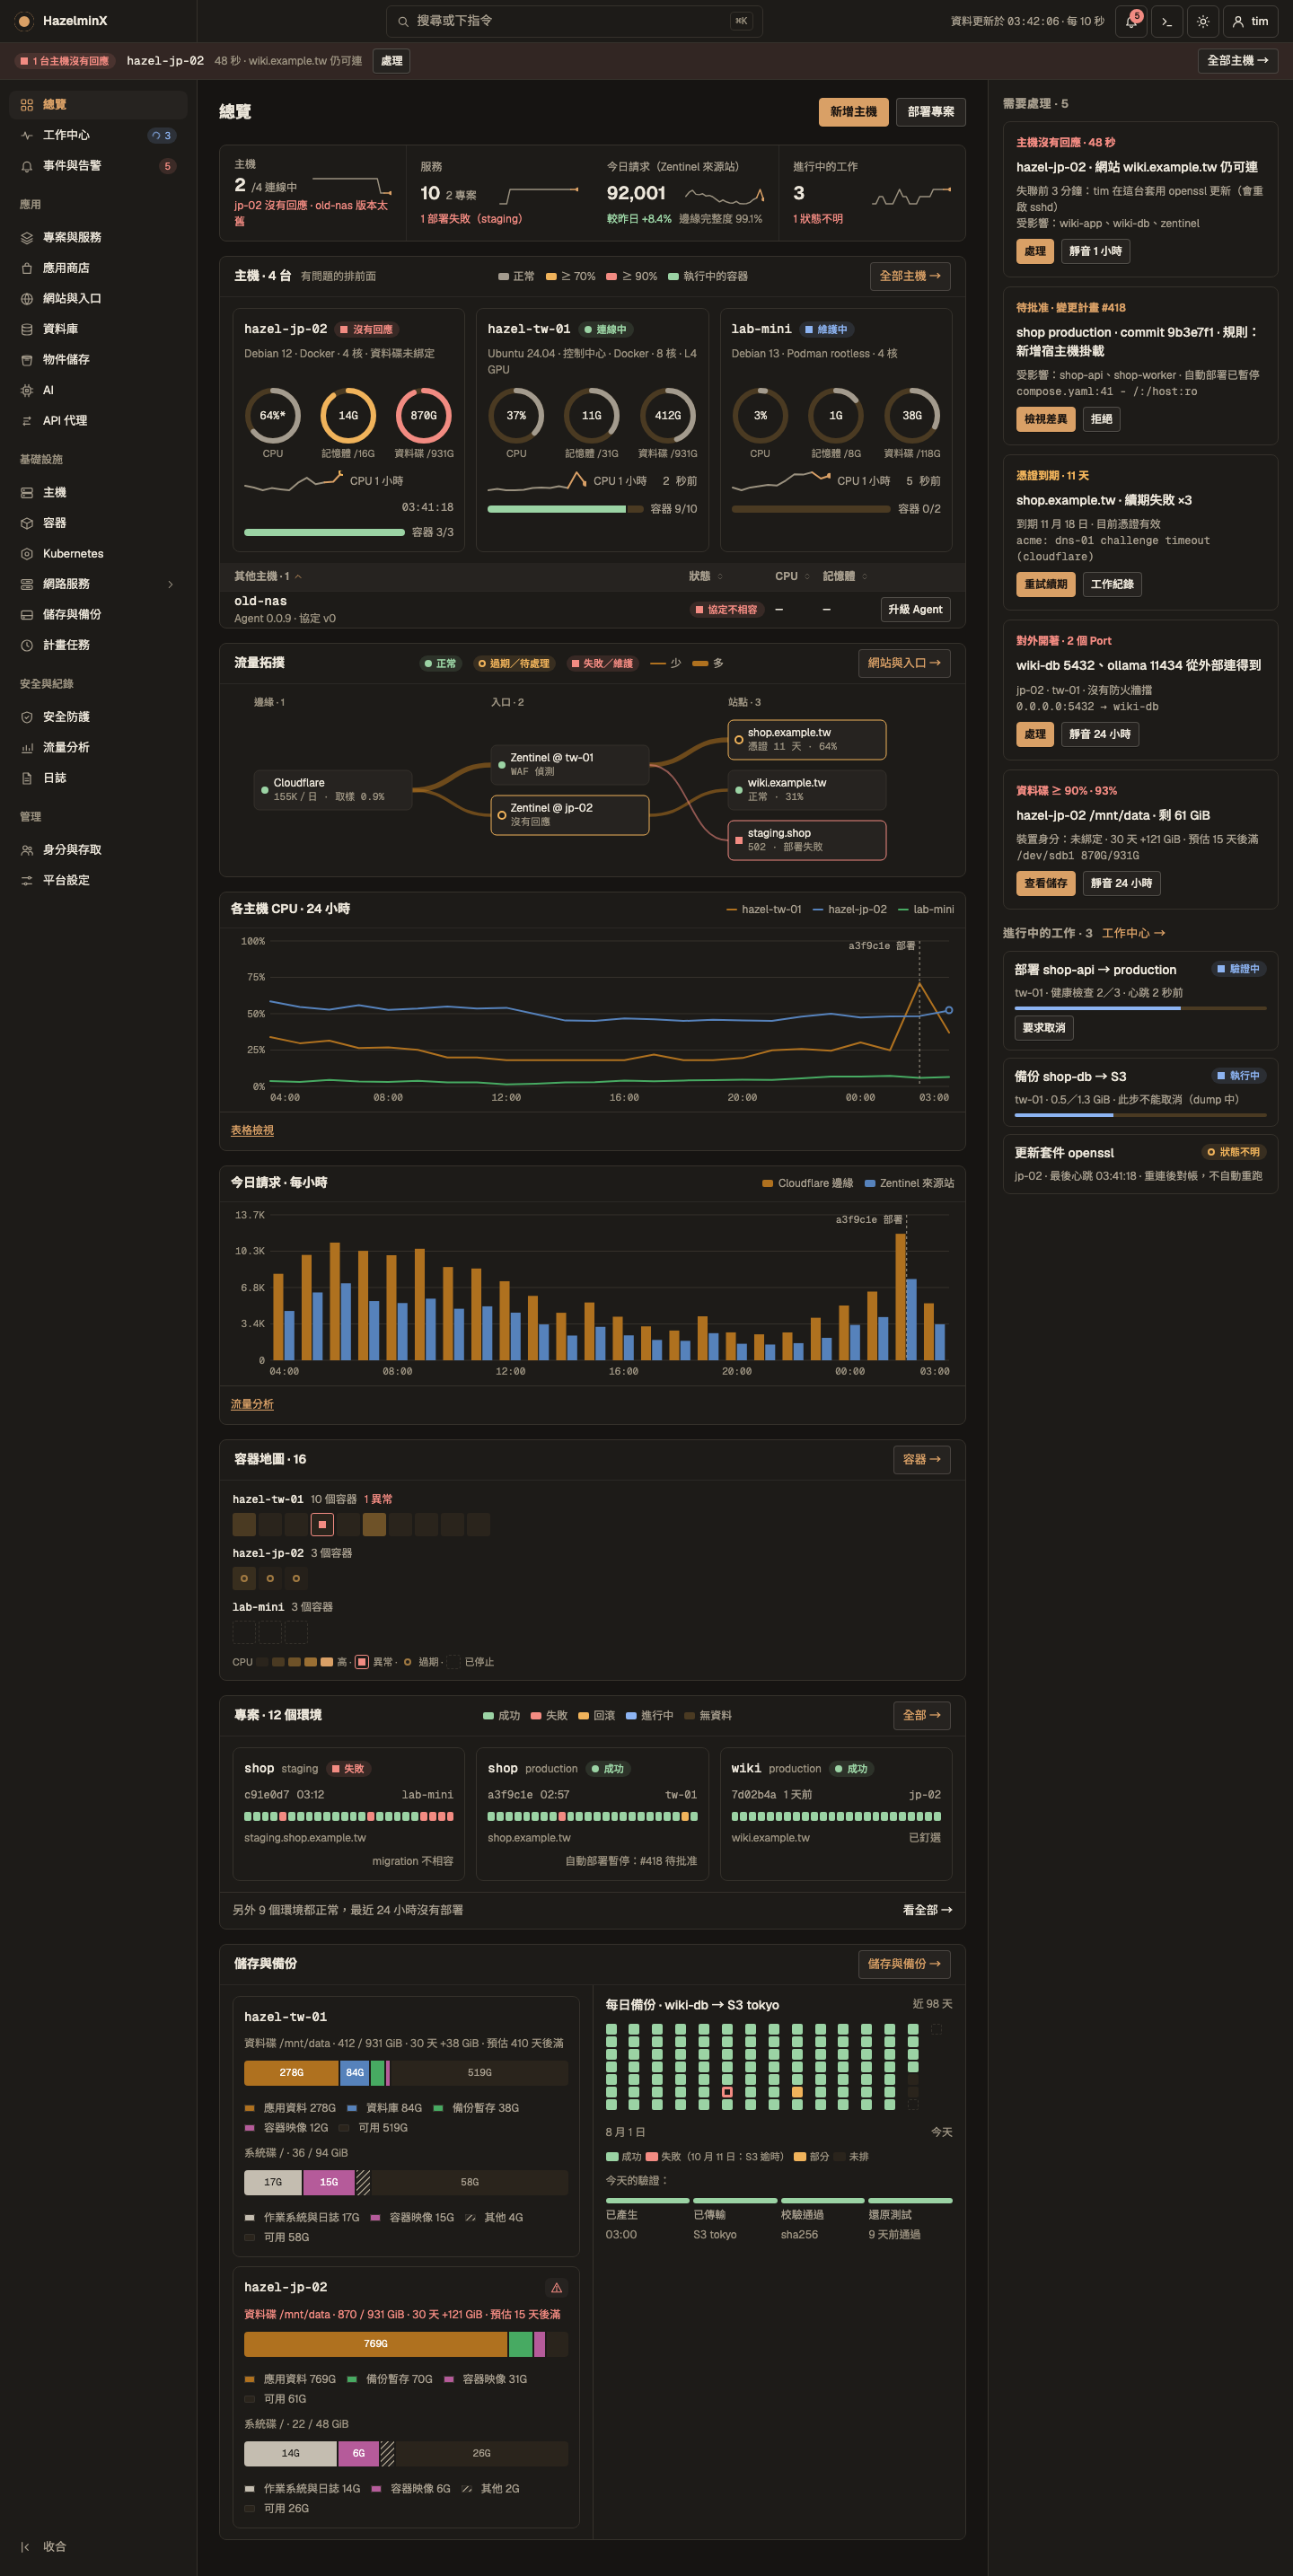 HazelminX
搜尋或下指令
⌘K
資料更新於 03:42:06 · 每 10 秒
5
tim
1 台主機沒有回應
hazel-jp-02
48 秒 · wiki.example.tw 仍可連
處理
全部主機 →
總覽
工作中心
3
事件與告警
5
應用
專案與服務
應用商店
網站與入口
資料庫
物件儲存
AI
API 代理
基礎設施
主機
容器
Kubernetes
網路服務
儲存與備份
計畫任務
安全與紀錄
安全防護
流量分析
日誌
管理
身分與存取
平台設定
收合
總覽
新增主機
部署專案
主機
2 /4 連線中
jp-02 沒有回應 · old-nas 版本太
舊
服務
10 2 專案
1 部署失敗（staging）
今日請求（Zentinel 來源站）
92,001
較昨日 +8.4% 邊緣完整度 99.1%
進行中的工作
3
1 狀態不明
主機 · 4 台 有問題的排前面
正常 ≥ 70% ≥ 90% 執行中的容器
全部主機 →
hazel-jp-02 沒有回應
Debian 12 · Docker · 4 核 · 資料碟未綁定
64%* 14G 870G
CPU 記憶體 /16G 資料碟 /931G
CPU 1 小時
03:41:18
容器 3/3
hazel-tw-01 連線中
Ubuntu 24.04 · 控制中心 · Docker · 8 核 · L4
GPU
37% 11G 412G
CPU 記憶體 /31G 資料碟 /931G
CPU 1 小時 2 秒前
容器 9/10
lab-mini 維護中
Debian 13 · Podman rootless · 4 核
3% 1G 38G
CPU 記憶體 /8G 資料碟 /118G
CPU 1 小時 5 秒前
容器 0/2
其他主機 · 1 狀態 CPU 記憶體
old-nas
Agent 0.0.9 · 協定 v0
協定不相容 — —
升級 Agent
流量拓撲
正常 過期／待處理 失敗／維護 少 多
網站與入口 →
邊緣 · 1 入口 · 2 站點 · 3
Cloudflare
155K / 日 · 取樣 0.9%
Zentinel @ tw-01
WAF 偵測
Zentinel @ jp-02
沒有回應
shop.example.tw
憑證 11 天 · 64%
wiki.example.tw
正常 · 31%
staging.shop
502 · 部署失敗
各主機 CPU · 24 小時
hazel-tw-01 hazel-jp-02 lab-mini
a3f9c1e 部署
100%
75%
50%
25%
0%
04:00 08:00 12:00 16:00 20:00 00:00 03:00
表格檢視
今日請求 · 每小時
Cloudflare 邊緣 Zentinel 來源站
a3f9c1e 部署
13.7K
10.3K
6.8K
3.4K
0
04:00 08:00 12:00 16:00 20:00 00:00 03:00
流量分析
容器地圖 · 16
容器 →
hazel-tw-01 10 個容器 1 異常
hazel-jp-02 3 個容器
lab-mini 3 個容器
CPU 高 · 異常 · 過期 · 已停止
專案 · 12 個環境
成功 失敗 回滾 進行中 無資料
全部 →
shop staging 失敗
c91e0d7 03:12 lab-mini
staging.shop.example.tw
migration 不相容
shop production 成功
a3f9c1e 02:57 tw-01
shop.example.tw
自動部署暫停：#418 待批准
wiki production 成功
7d02b4a 1 天前 jp-02
wiki.example.tw 已釘選
另外 9 個環境都正常，最近 24 小時沒有部署
看全部 →
儲存與備份
儲存與備份 →
hazel-tw-01
資料碟 /mnt/data · 412 / 931 GiB · 30 天 +38 GiB · 預估 410 天後滿
278G 84G 519G
應用資料 278G 資料庫 84G 備份暫存 38G
容器映像 12G 可用 519G
系統碟 / · 36 / 94 GiB
17G 15G 58G
作業系統與日誌 17G 容器映像 15G 其他 4G
可用 58G
hazel-jp-02
資料碟 /mnt/data · 870 / 931 GiB · 30 天 +121 GiB · 預估 15 天後滿
769G
應用資料 769G 備份暫存 70G 容器映像 31G
可用 61G
系統碟 / · 22 / 48 GiB
14G 6G 26G
作業系統與日誌 14G 容器映像 6G 其他 2G
可用 26G
每日備份 · wiki-db → S3 tokyo
近 98 天
8 月 1 日 今天
成功 失敗（10 月 11 日：S3 逾時） 部分 未排
今天的驗證：
已產生 已傳輸 校驗通過 還原測試
03:00 S3 tokyo sha256 9 天前通過
需要處理 · 5
主機沒有回應 · 48 秒
hazel-jp-02 · 網站 wiki.example.tw 仍可連
失聯前 3 分鐘：tim 在這台套用 openssl 更新（會重
啟 sshd）
受影響：wiki-app、wiki-db、zentinel
處理 靜音 1 小時
待批准 · 變更計畫 #418
shop production · commit 9b3e7f1 · 規則：
新增宿主機掛載
受影響：shop-api、shop-worker · 自動部署已暫停
compose.yaml:41 - /:/host:ro
檢視差異 拒絕
憑證到期 · 11 天
shop.example.tw · 續期失敗 ×3
到期 11 月 18 日 · 目前憑證有效
acme: dns-01 challenge timeout
(cloudflare)
重試續期 工作紀錄
對外開著 · 2 個 Port
wiki-db 5432、ollama 11434 從外部連得到
jp-02 · tw-01 · 沒有防火牆擋
0.0.0.0:5432 → wiki-db
處理 靜音 24 小時
資料碟 ≥ 90% · 93%
hazel-jp-02 /mnt/data · 剩 61 GiB
裝置身分：未綁定 · 30 天 +121 GiB · 預估 15 天後滿
/dev/sdb1 870G/931G
查看儲存 靜音 24 小時
進行中的工作 · 3 工作中心 →
部署 shop-api → production 驗證中
tw-01 · 健康檢查 2／3 · 心跳 2 秒前
要求取消
備份 shop-db → S3 執行中
tw-01 · 0.5／1.3 GiB · 此步不能取消（dump 中）
更新套件 openssl 狀態不明
jp-02 · 最後心跳 03:41:18 · 重連後對帳，不自動重跑